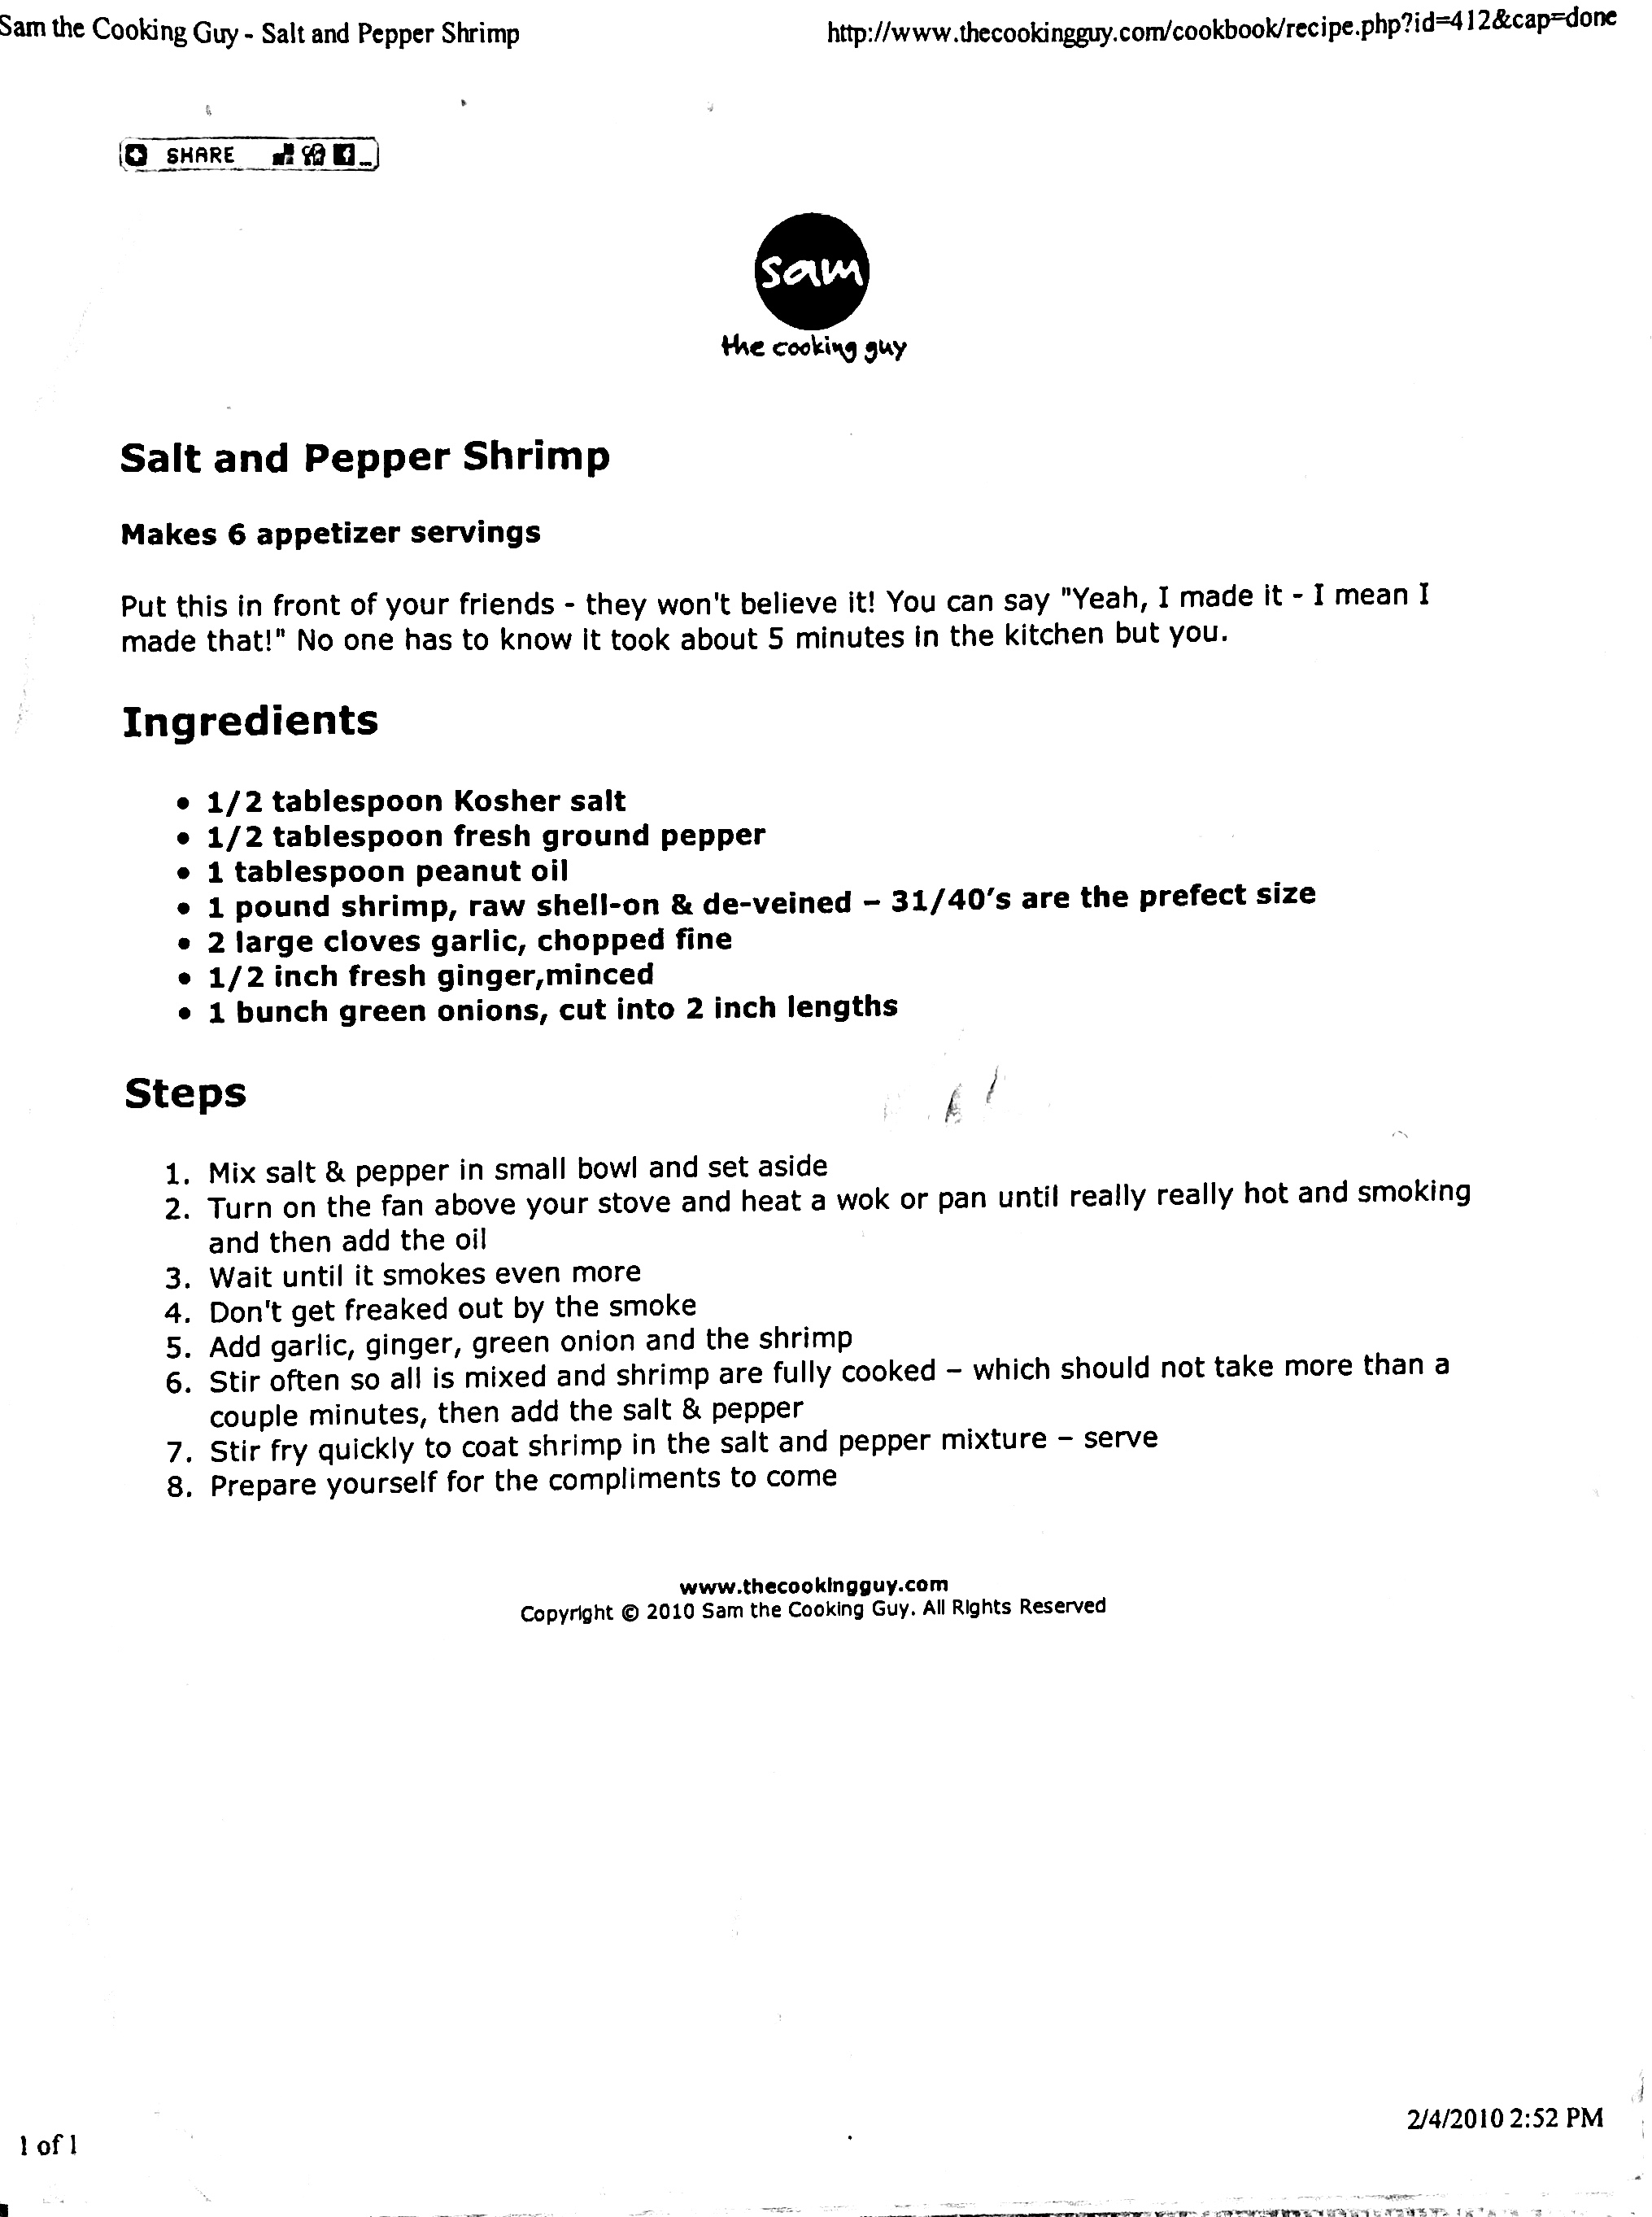 Sam the Cooking Guy - Salt and Pepper Shrimp
http://www.thecookingguy.com/cookbook/recipe.php?id=412&cap=done
SHARE
sam
the cooking guy
Salt and Pepper Shrimp
Makes 6 appetizer servings
Put this in front of your friends - they won't believe it! You can say "Yeah, I made it - I mean I
made that!" No one has to know it took about 5 minutes in the kitchen but you.
Ingredients
• 1/2 tablespoon Kosher salt
• 1/2 tablespoon fresh ground pepper
• 1 tablespoon peanut oil
• 1 pound shrimp, raw shell-on & de-veined – 31/40's are the prefect size
• 2 large cloves garlic, chopped fine
• 1/2 inch fresh ginger,minced
• 1 bunch green onions, cut into 2 inch lengths
Steps
1. Mix salt & pepper in small bowl and set aside
2. Turn on the fan above your stove and heat a wok or pan until really really hot and smoking
and then add the oil
3. Wait until it smokes even more
4. Don't get freaked out by the smoke
5. Add garlic, ginger, green onion and the shrimp
6. Stir often so all is mixed and shrimp are fully cooked – which should not take more than a
couple minutes, then add the salt & pepper
7. Stir fry quickly to coat shrimp in the salt and pepper mixture – serve
8. Prepare yourself for the compliments to come
www.thecookingguy.com
Copyright © 2010 Sam the Cooking Guy. All Rights Reserved
1 of 1
2/4/2010 2:52 PM